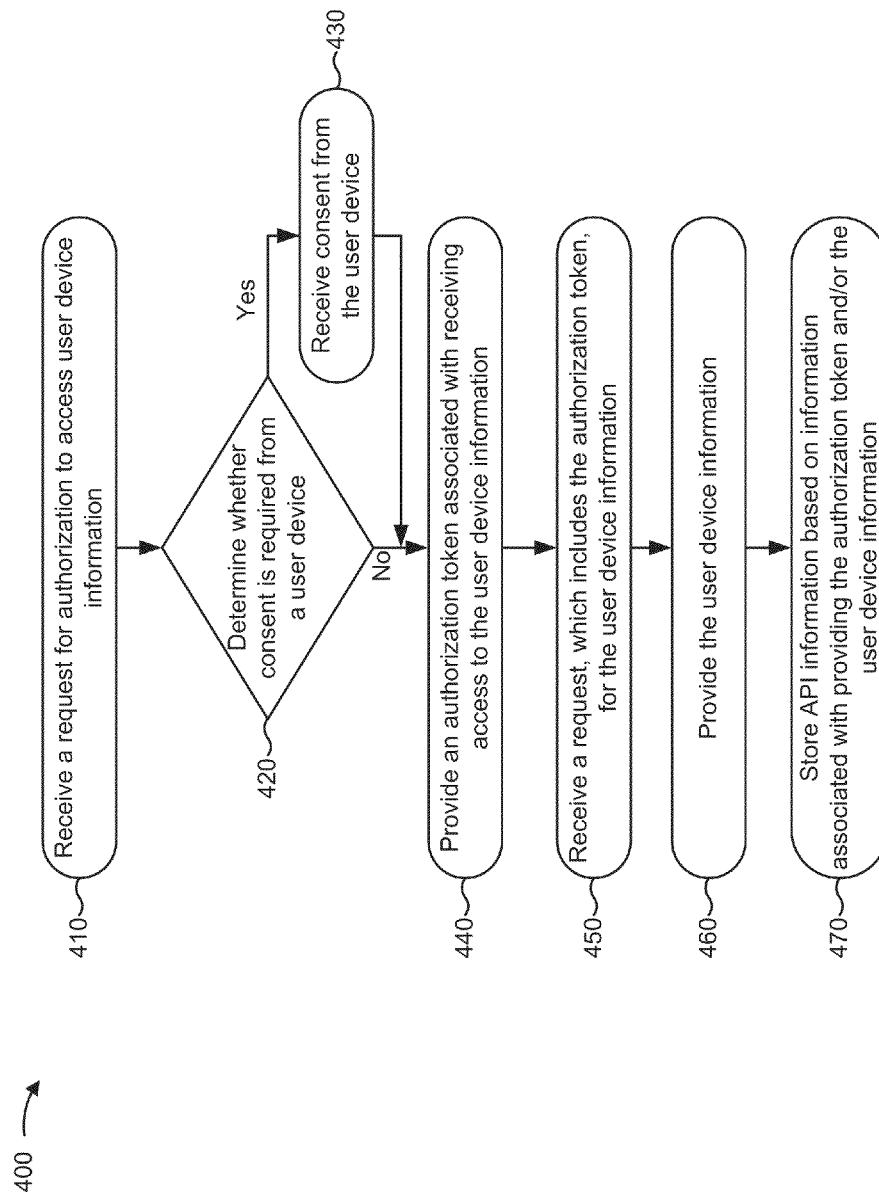 400
410
Receive a request for authorization to access user device
information
420
Determine whether
consent is required from
a user device
Yes
No
430
Receive consent from
the user device
440
Provide an authorization token associated with receiving
access to the user device information
450
Receive a request, which includes the authorization token,
for the user device information
460
Provide the user device information
470
Store API information based on information
associated with providing the authorization token and/or the
user device information